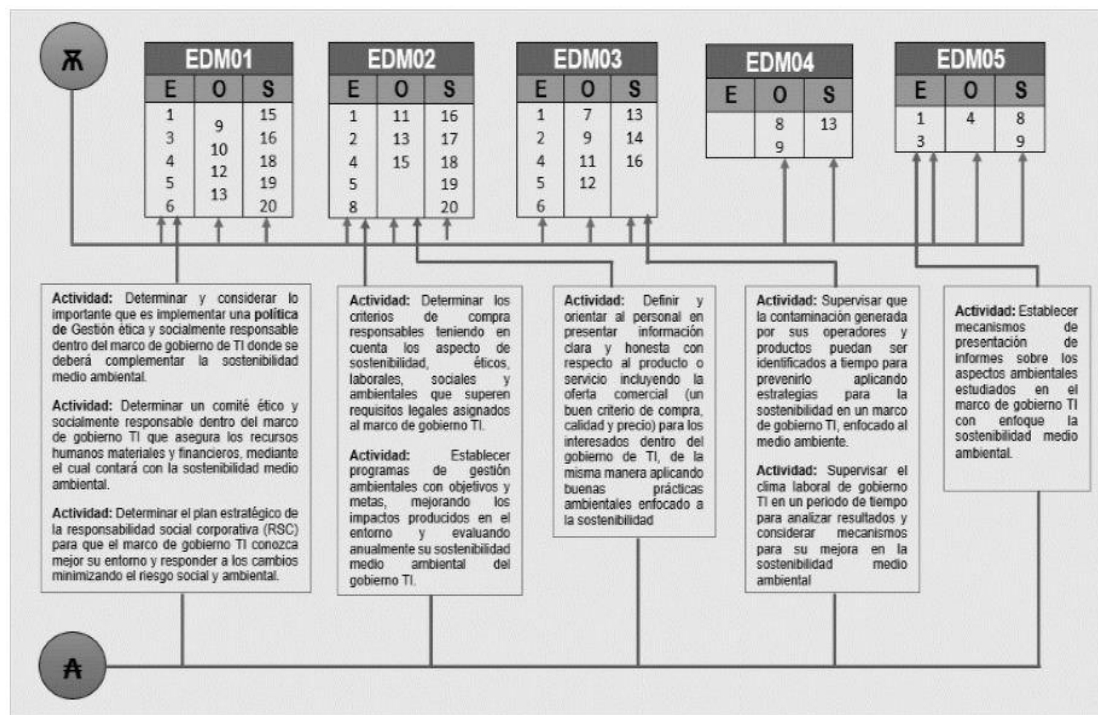 Ѫ
EDM01
E O S
1 9 15
3 10 16
4 12 18
5 13 19
6 20
EDM02
E O S
1 11 16
2 13 17
4 15 18
5 19
8 20
EDM03
E O S
1 7 13
2 9 14
4 11 16
5 12
6
EDM04
E O S
8 13
9
EDM05
E O S
1 4 8
3 9
Actividad: Determinar y considerar lo
importante que es implementar una política
de Gestión ética y socialmente responsable
dentro del marco de gobierno de TI donde se
deberá complementar la sostenibilidad
medio ambiental.
Actividad: Determinar un comité ético y
socialmente responsable dentro del marco
de gobierno TI que asegura los recursos
humanos materiales y financieros, mediante
el cual contará con la sostenibilidad medio
ambiental.
Actividad: Determinar el plan estratégico de
la responsabilidad social corporativa (RSC)
para que el marco de gobierno TI conozca
mejor su entorno y responder a los cambios
minimizando el riesgo social y ambiental.
Actividad: Determinar los
criterios de compra
responsables teniendo en
cuenta los aspecto de
sostenibilidad, éticos,
laborales, sociales y
ambientales que superen
requisitos legales asignados
al marco de gobierno TI.
Actividad: Establecer
programas de gestión
ambientales con objetivos y
metas, mejorando los
impactos producidos en el
entorno y evaluando
anualmente su sostenibilidad
medio ambiental del
gobierno TI.
Actividad: Definir y
orientar al personal en
presentar información
clara y honesta con
respecto al producto o
servicio incluyendo la
oferta comercial (un
buen criterio de compra,
calidad y precio) para los
interesados dentro del
gobierno de TI, de la
misma manera aplicando
buenas prácticas
ambientales enfocado a
la sostenibilidad
Actividad: Supervisar que
la contaminación generada
por sus operadores y
productos puedan ser
identificados a tiempo para
prevenirlo aplicando
estrategias para la
sostenibilidad en un marco
de gobierno TI, enfocado al
medio ambiente.
Actividad: Supervisar el
clima laboral de gobierno
TI en un periodo de tiempo
para analizar resultados y
considerar mecanismos
para su mejora en la
sostenibilidad medio
ambiental
Actividad: Establecer
mecanismos de
presentación de
informes sobre los
aspectos ambientales
estudiados en el
marco de gobierno TI
con enfoque la
sostenibilidad medio
ambiental.
₳